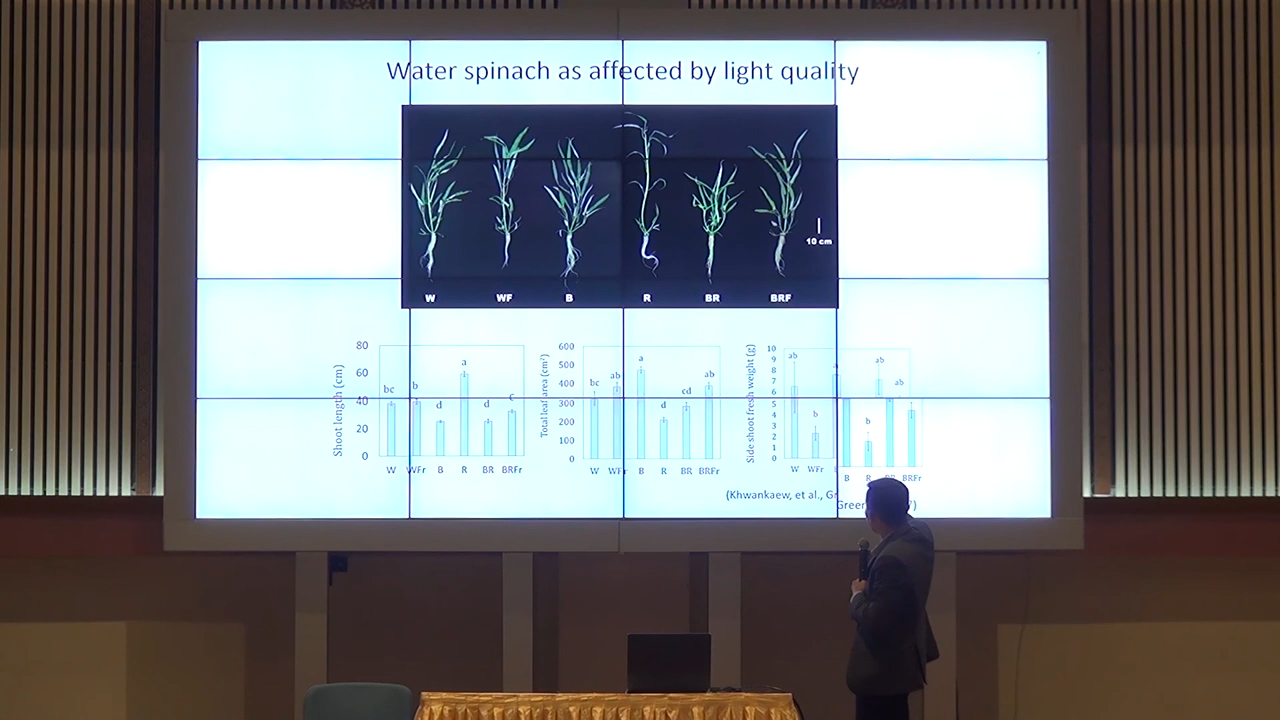 Water spinach as affected by light quality
10 cm
W WF B R BR BRF
Shoot length (cm)
80
60
40
20
0
bc b d a d c
W WFr B R BR BRFr
Total leaf area (cm²)
600
500
400
300
200
100
0
bc ab a d cd ab
W WFr B R BR BRFr
Side shoot fresh weight (g)
10
9
8
7
6
5
4
3
2
1
0
ab b a b ab ab
W WFr B R BR BRFr
(Khwankaew, et al.,